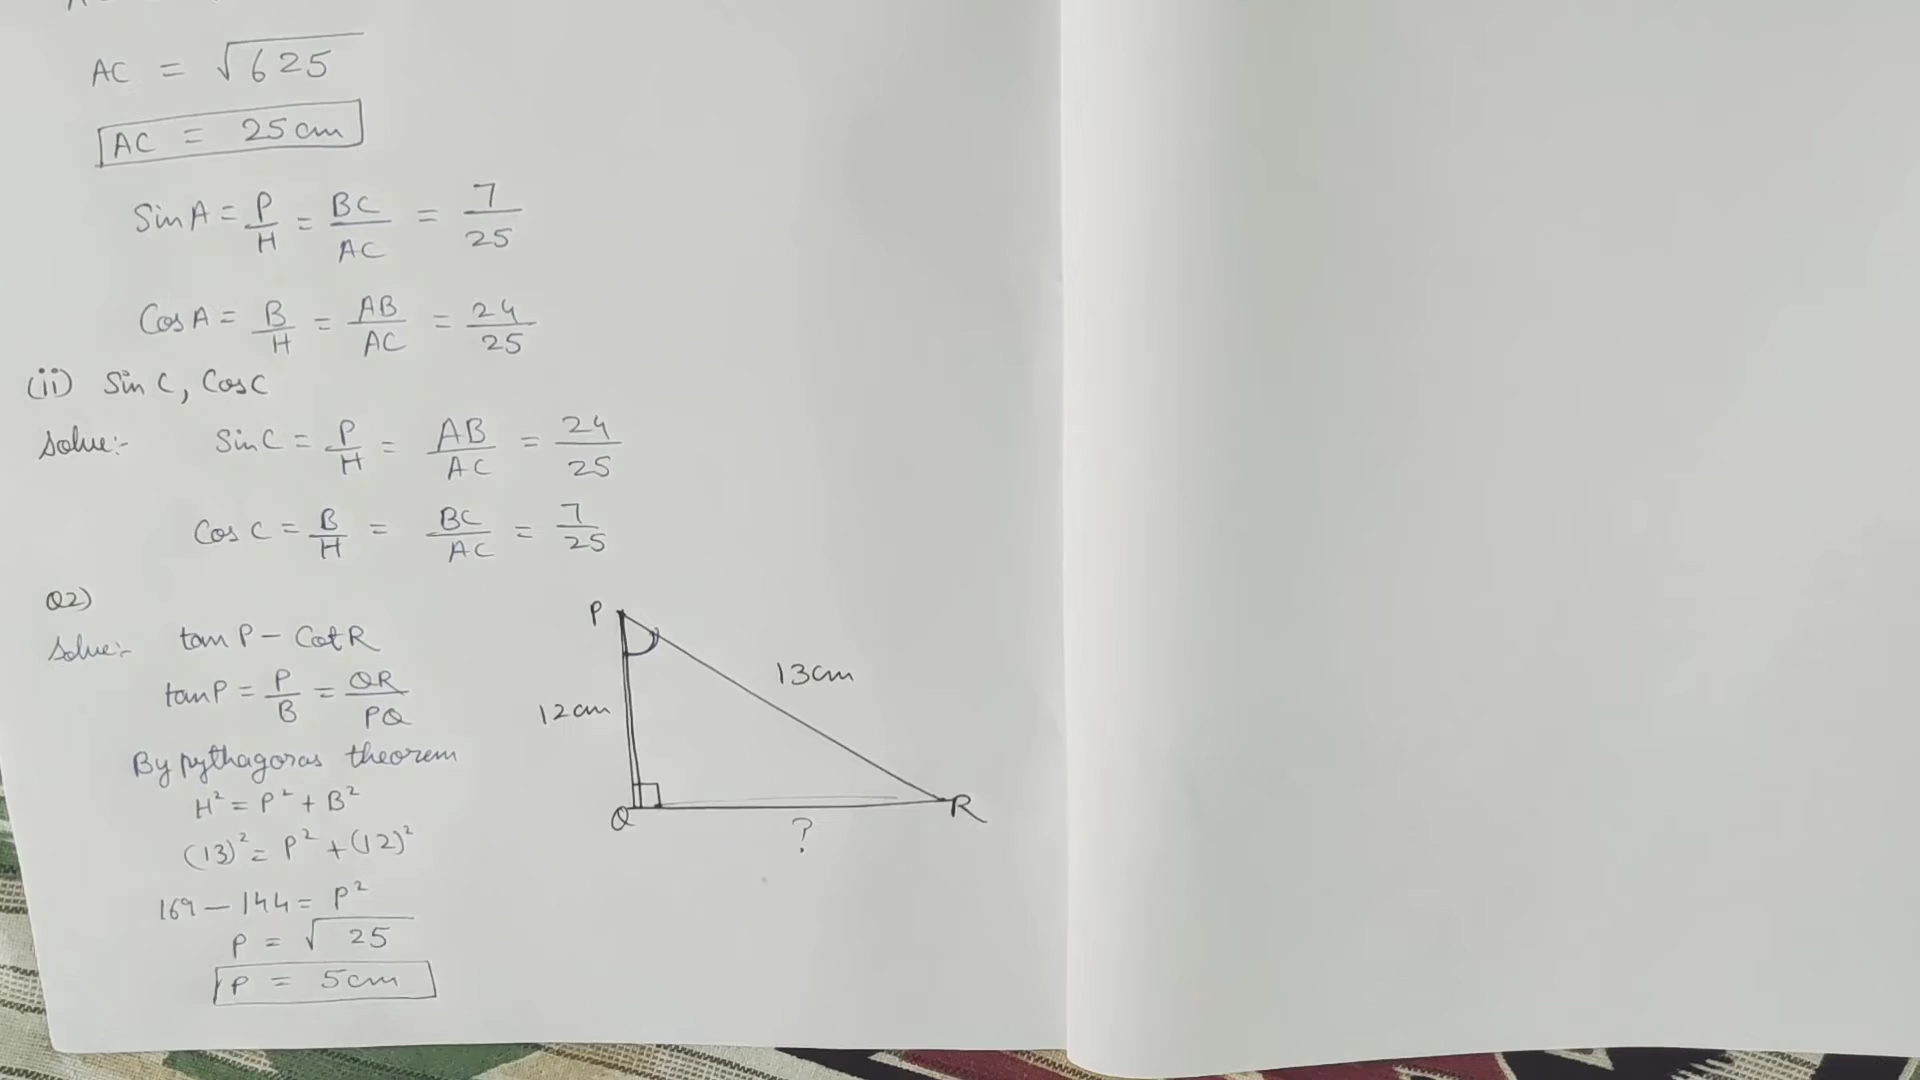 AC = √625
AC = 25cm
Sin A = P/H = BC/AC = 7/25
Cos A = B/H = AB/AC = 24/25
(ii) Sin C, Cos C
Solve:- Sin C = P/H = AB/AC = 24/25
Cos C = B/H = BC/AC = 7/25
Q2)
Solve:- tan P - Cot R
tan P = P/B = QR/PQ
By pythagoras theorem
H² = P² + B²
(13)² = P² + (12)²
169 - 144 = P²
P = √25
P = 5cm
P
13cm
12cm
Q
R
?